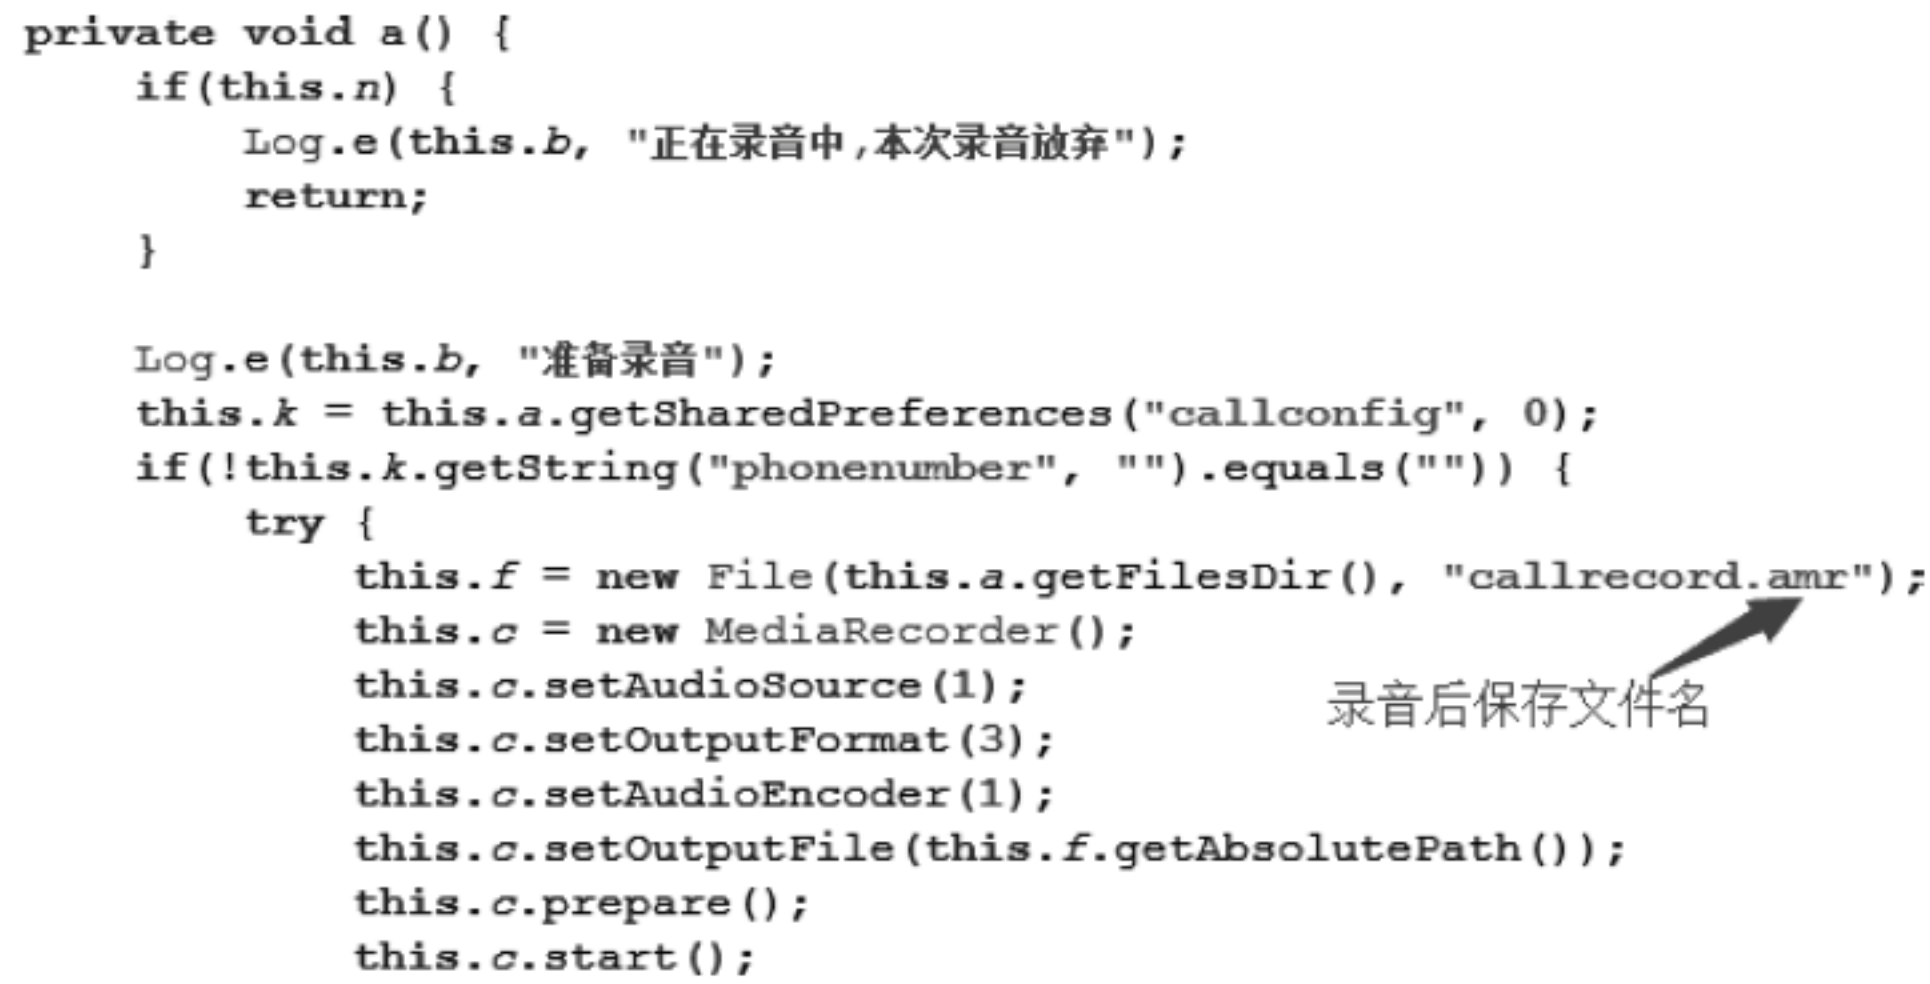 private void a() {
if(this.n) {
Log.e(this.b, "正在录音中,本次录音放弃");
return;
}
Log.e(this.b, "准备录音");
this.k = this.a.getSharedPreferences("callconfig", 0);
if(!this.k.getString("phonenumber", "").equals("")) {
try {
this.f = new File(this.a.getFilesDir(), "callrecord.amr");
this.c = new MediaRecorder();
this.c.setAudioSource(1);
录音后保存文件名
this.c.setOutputFormat(3);
this.c.setAudioEncoder(1);
this.c.setOutputFile(this.f.getAbsolutePath());
this.c.prepare();
this.c.start();